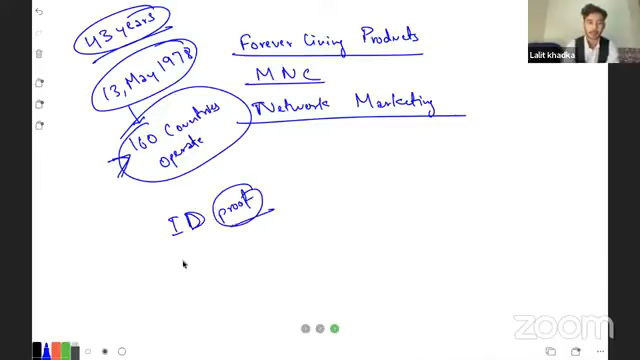 43 years
13, May 1978
160 Countries
Operate
Forever Living Products
MNC
Network Marketing
ID proof
Lalit khadka
zoom